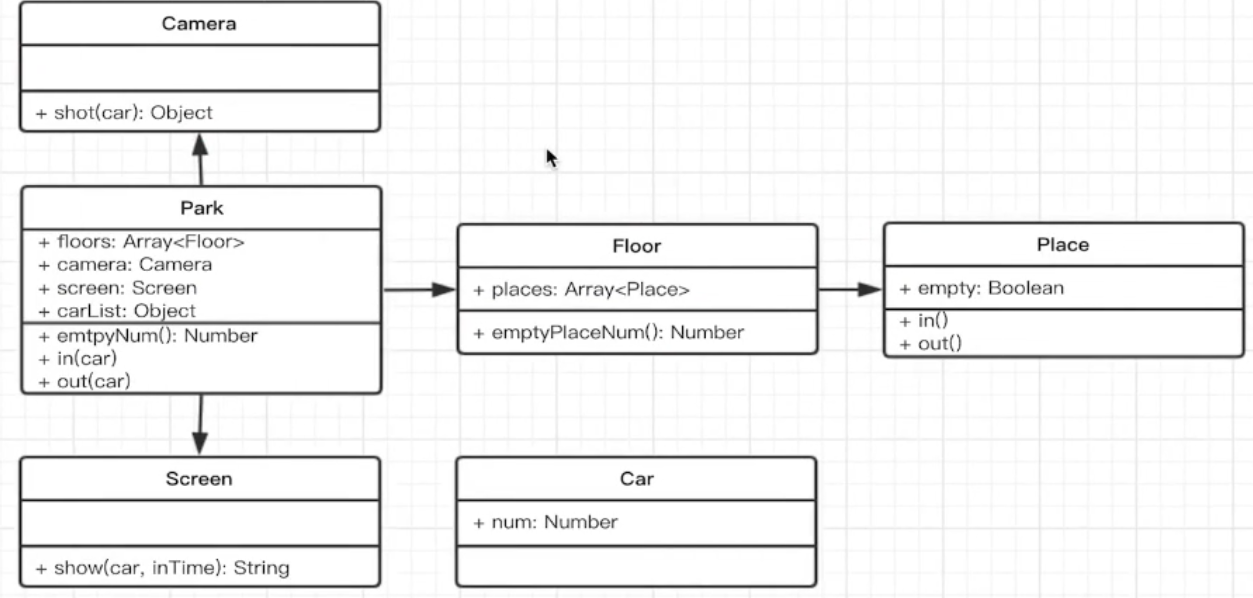 Camera
+ shot(car): Object
Park
+ floors: Array<Floor>
+ camera: Camera
+ screen: Screen
+ carList: Object
+ emtpyNum(): Number
+ in(car)
+ out(car)
Floor
+ places: Array<Place>
+ emptyPlaceNum(): Number
Place
+ empty: Boolean
+ in()
+ out()
Screen
+ show(car, inTime): String
Car
+ num: Number